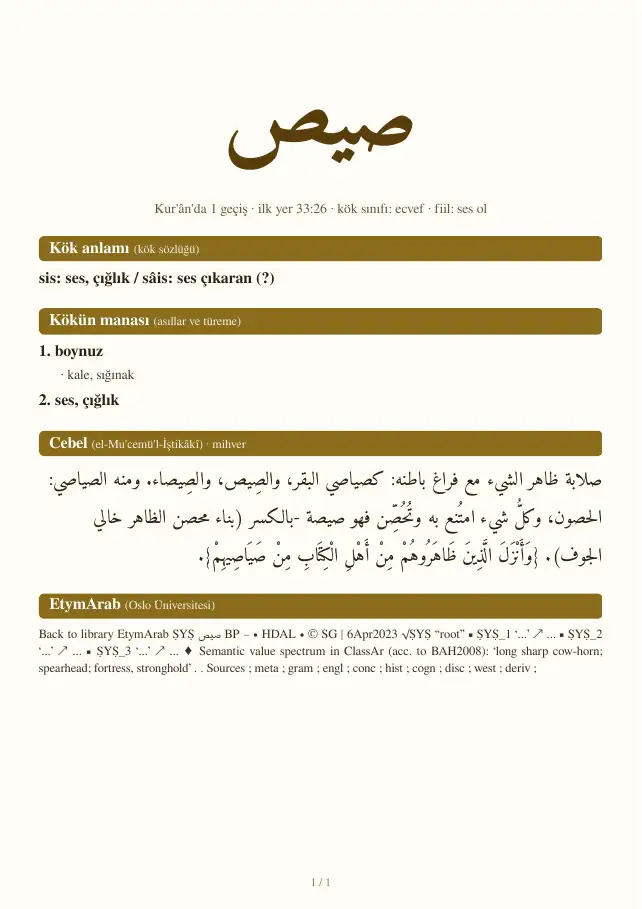 صيص
Kur'ân'da 1 geçiş · ilk yer 33:26 · kök sınıfı: ecvef · fiil: ses ol
Kök anlamı (kök sözlüğü)
sis: ses, çığlık / sâis: ses çıkaran (?)
Kökün manası (asıllar ve türeme)
1. boynuz
· kale, sığınak
2. ses, çığlık
Cebel (el-Mu'cemü'l-İştikâkî) · mihver
صلابة ظاهر الشيء مع فراغ باطنه: كصياصي البقر، والصِيص، والصِيصاء. ومنه الصياصي:
الحصون، وكلُّ شيء امتُنع به وتُحُصِّن فهو صيصة -بالكسر (بناء محصن الظاهر خالي
الجوف). {وَأَنْزَلَ الَّذِينَ ظَاهَرُوهُمْ مِنْ أَهْلِ الْكِتَابِ مِنْ صَيَاصِيهِمْ}.
EtymArab (Oslo Üniversitesi)
Back to library EtymArab ṢYṢ صيص BP – • HDAL • © SG | 6Apr2023 √ṢYṢ “root” ▪ ṢYṢ_1 ‘...’ ↗ ... ▪ ṢYṢ_2
‘...’ ↗ ... ▪ ṢYṢ_3 ‘...’ ↗ ... ♦ Semantic value spectrum in ClassAr (acc. to BAH2008): ‘long sharp cow-horn;
spearhead; fortress, stronghold’ . . Sources ; meta ; gram ; engl ; conc ; hist ; cogn ; disc ; west ; deriv ;
1 / 1